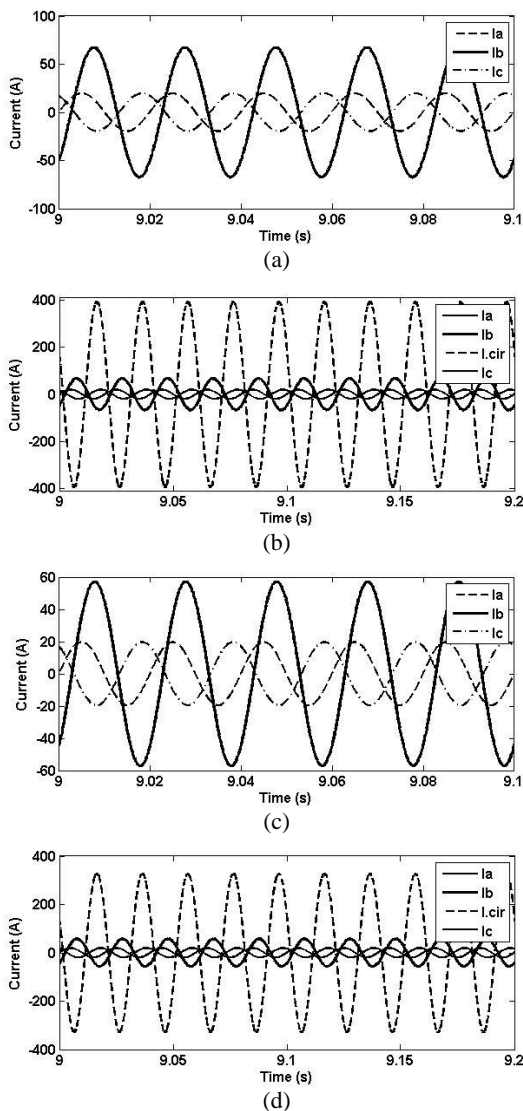 100
50
0
-50
-100
Current (A)
Ia
Ib
Ic
9
9.02
9.04
9.06
9.08
9.1
Time (s)
(a)
400
200
0
-200
-400
Current (A)
Ia
Ib
I.cir
Ic
9
9.05
9.1
9.15
9.2
Time (s)
(b)
60
40
20
0
-20
-40
60
Current (A)
Ia
Ib
Ic
9
9.02
9.04
9.06
9.08
9.1
Time (s)
(c)
400
200
0
-200
-400
Current (A)
Ia
Ib
I.cir
Ic
9
9.05
9.1
9.15
9.2
Time (s)
(d)